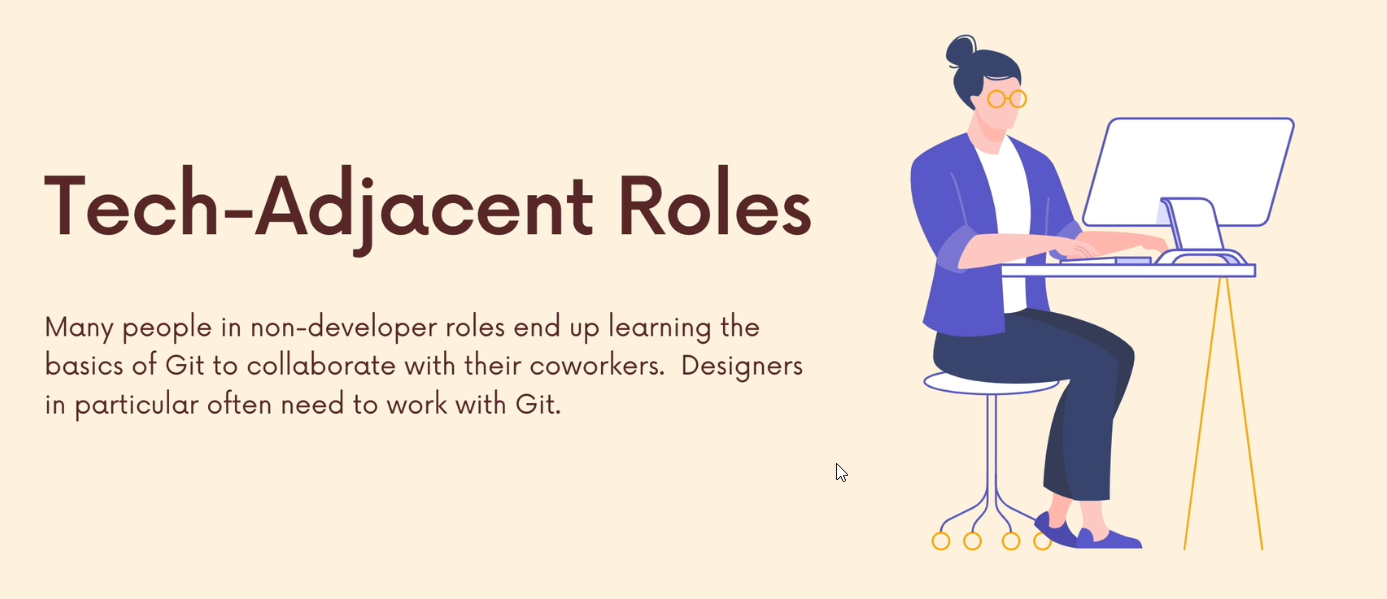 Tech-Adjacent Roles
Many people in non-developer roles end up learning the
basics of Git to collaborate with their coworkers.  Designers
in particular often need to work with Git.